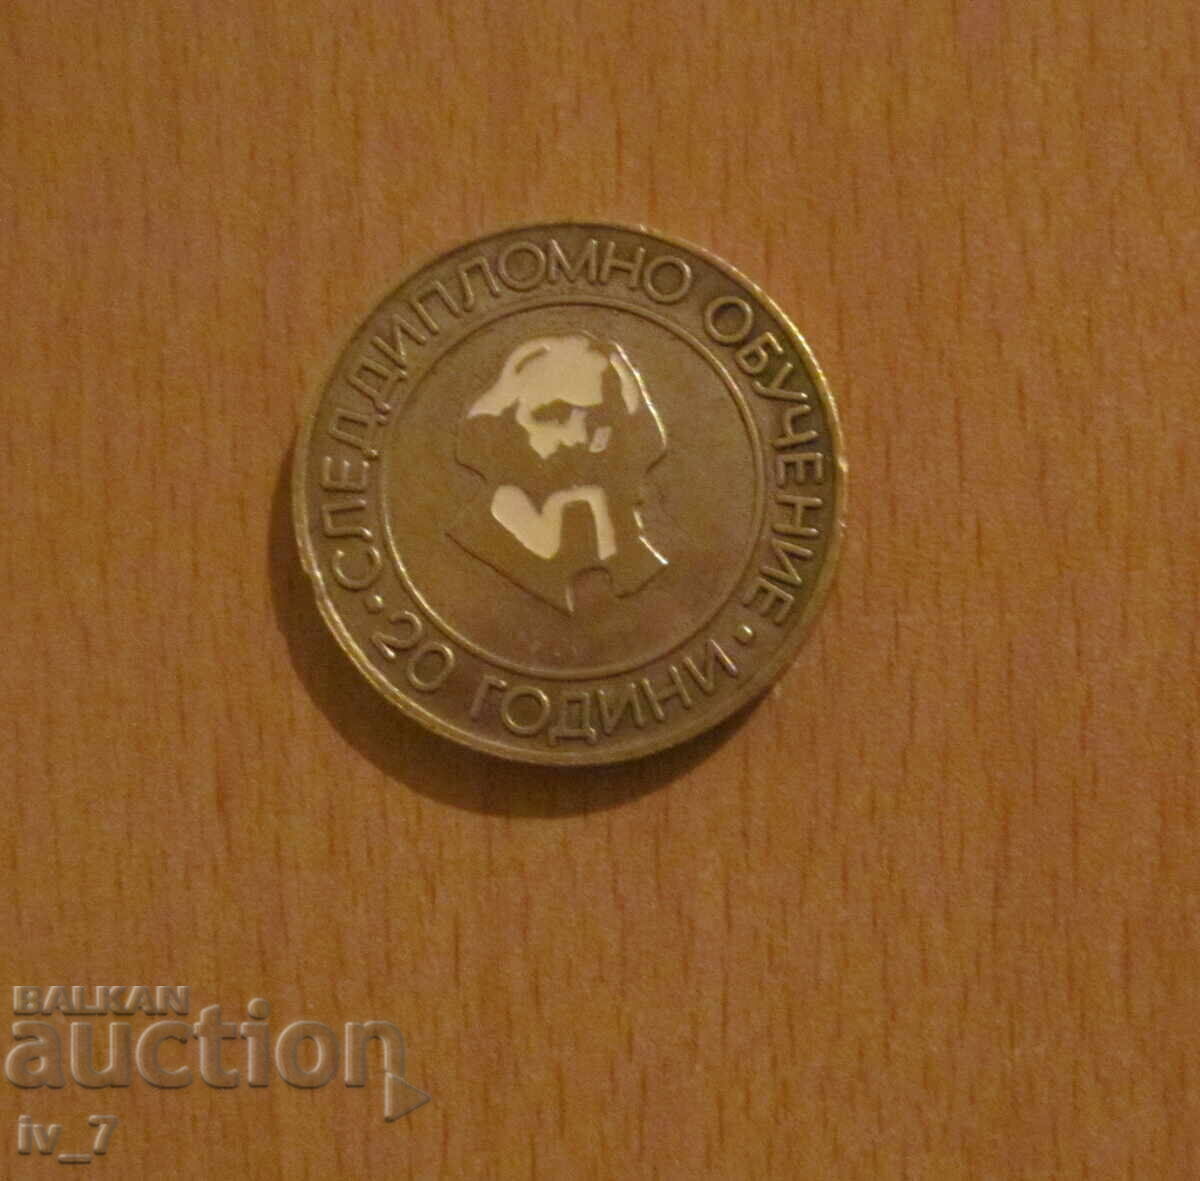 • СЛЕДДИПЛОМНО ОБУЧЕНИЕ •
20 ГОДИНИ
BALKAN
auction
iv_7